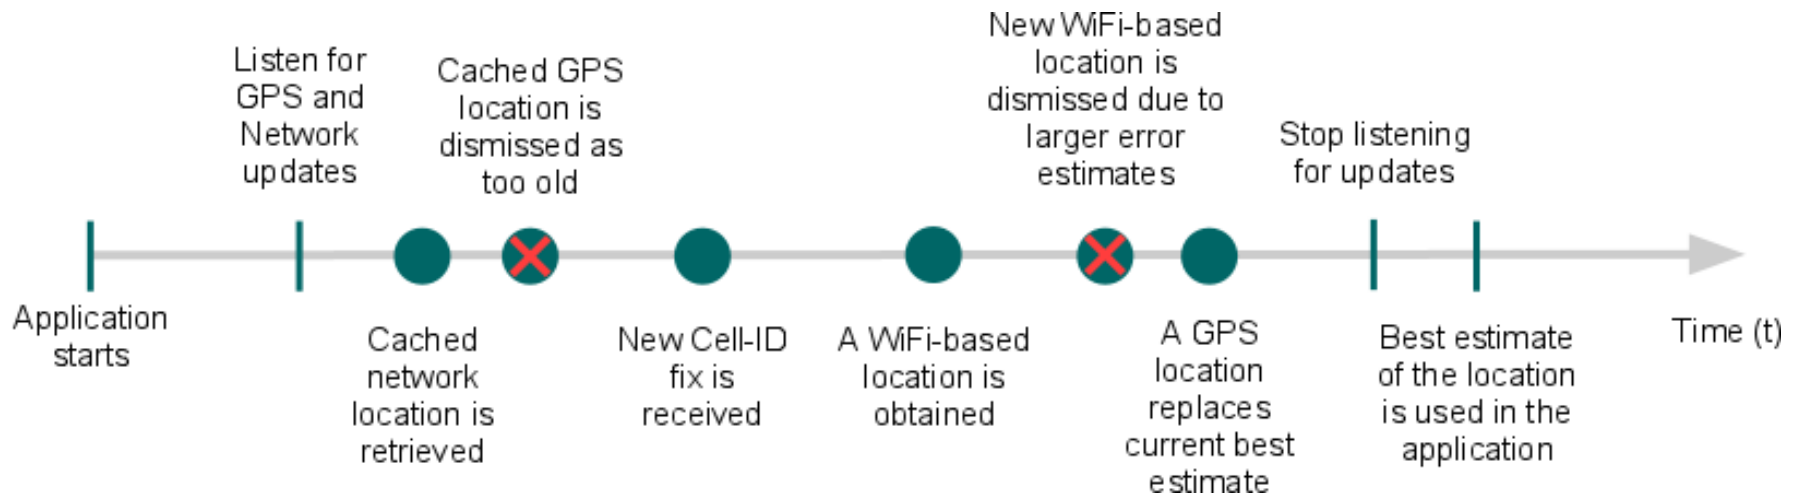 Listen for
GPS and
Network
updates
Cached GPS
location is
dismissed as
too old
New WiFi-based
location is
dismissed due to
larger error
estimates
Stop listening
for updates
Application
starts
Cached
network
location is
retrieved
New Cell-ID
fix is
received
A WiFi-based
location is
obtained
A GPS
location
replaces
current best
estimate
Best estimate
of the location
is used in the
application
Time (t)